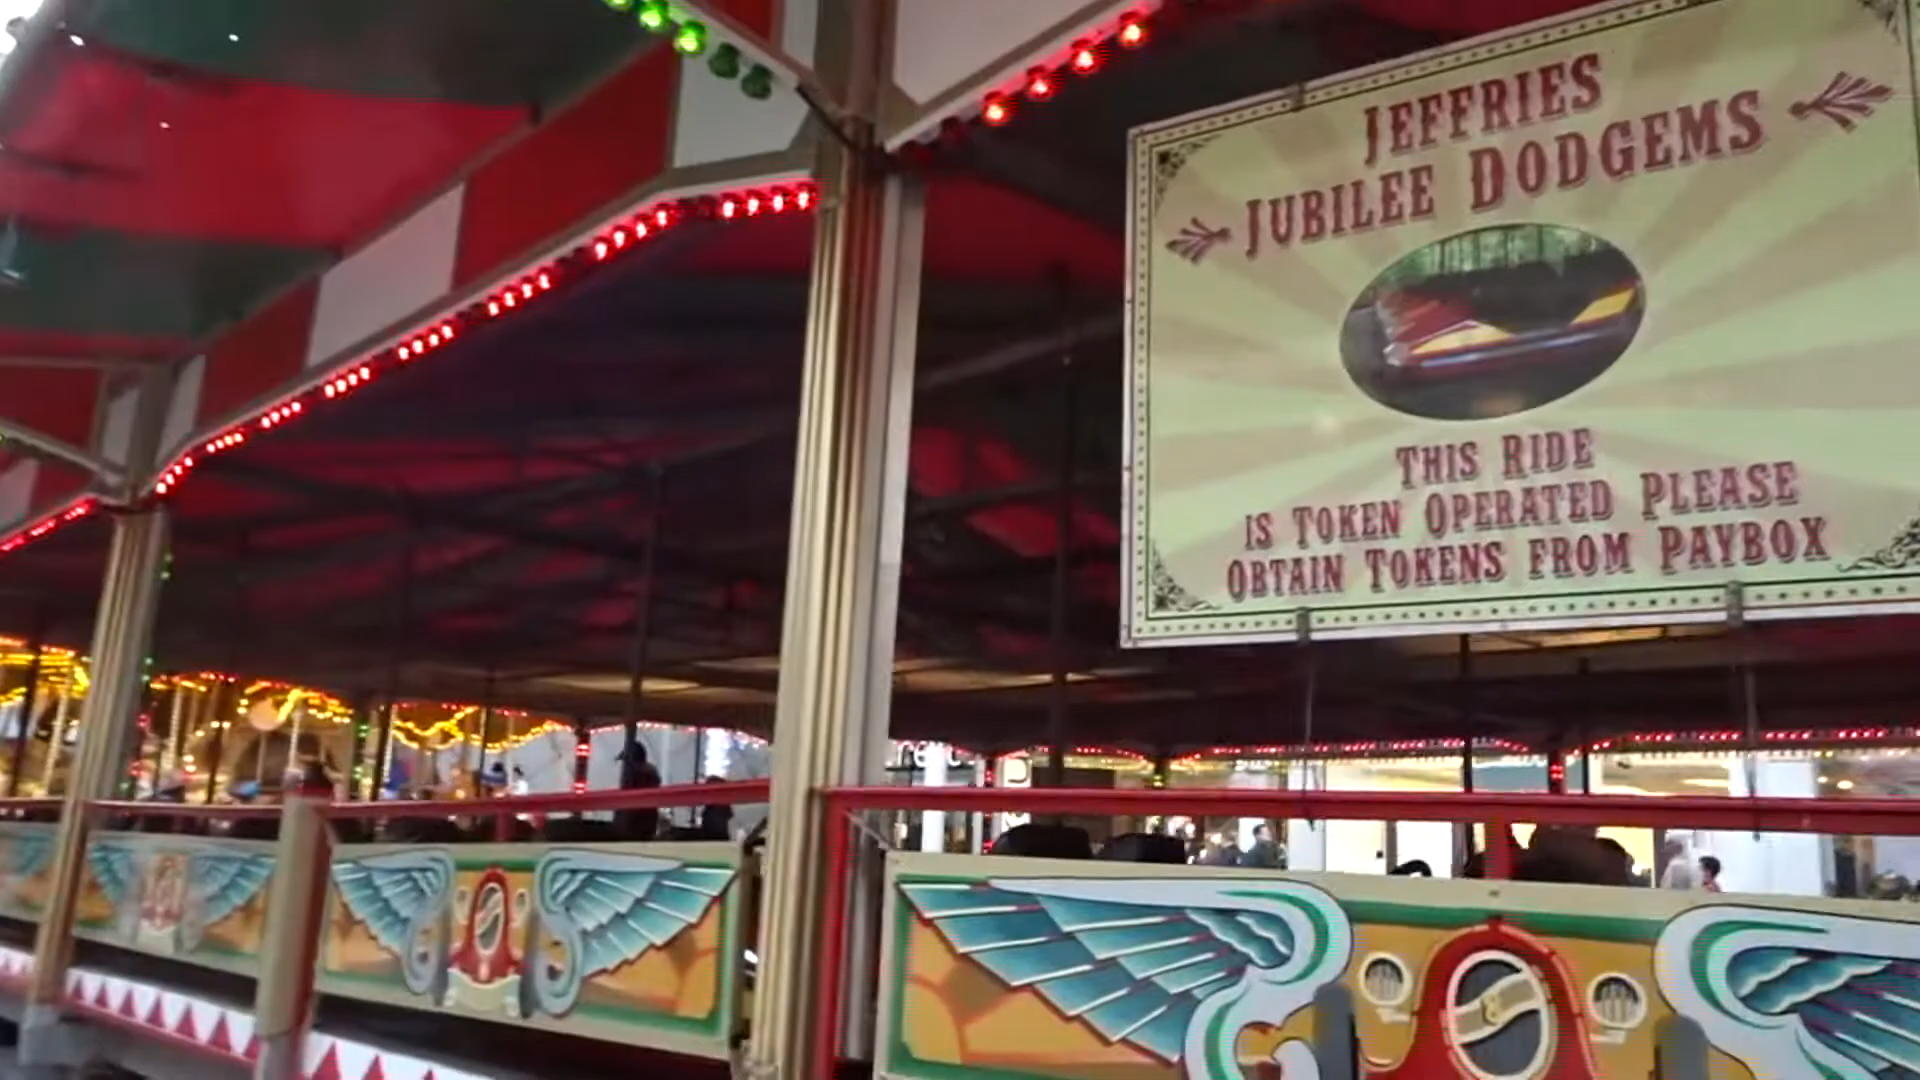 JEFFRIES
JUBILEE DODGEMS
THIS RIDE
IS TOKEN OPERATED PLEASE
OBTAIN TOKENS FROM PAYBOX